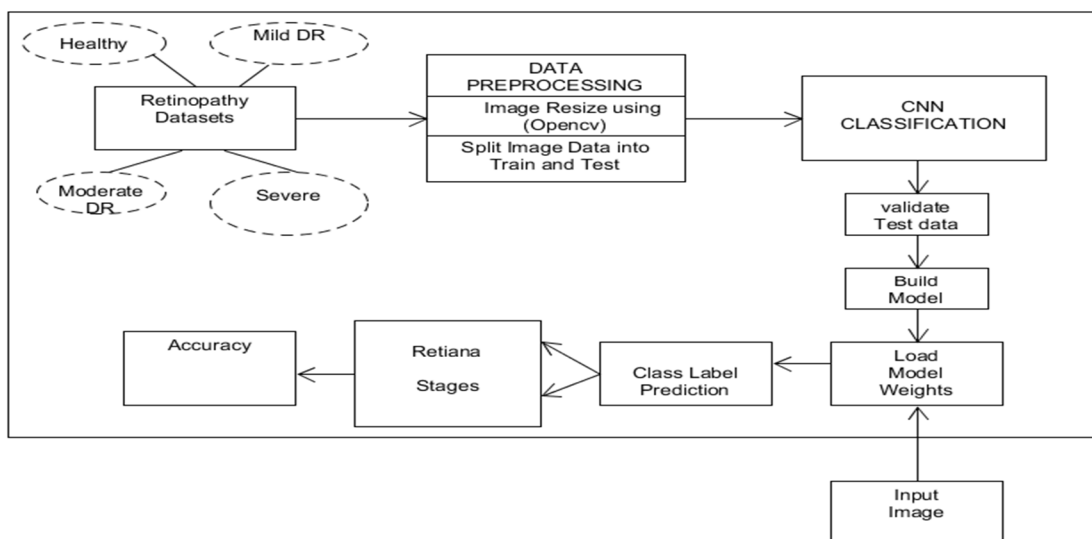 Healthy
Mild DR
Retinopathy
Datasets
Moderate
DR
Severe
DATA
PREPROCESSING
Image Resize using
(Opencv)
Split Image Data into
Train and Test
CNN
CLASSIFICATION
validate
Test data
Build
Model
Load
Model
Weights
Class Label
Prediction
Retiana
Stages
Accuracy
Input
Image